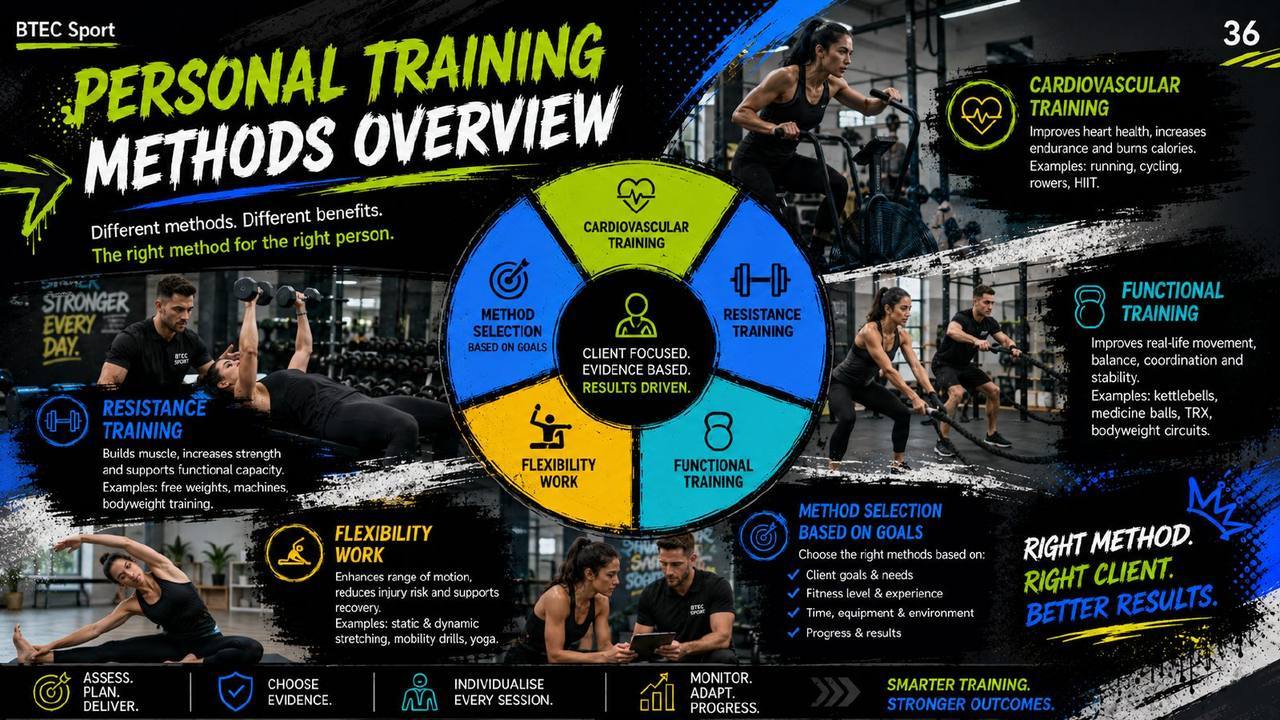 BTEC Sport
36
PERSONAL TRAINING
METHODS OVERVIEW
Different methods. Different benefits.
The right method for the right person.
CARDIOVASCULAR
TRAINING
Improves heart health, increases
endurance and burns calories.
Examples: running, cycling,
rowers, HIIT.
CARDIOVASCULAR
TRAINING
METHOD
SELECTION
BASED ON GOALS
RESISTANCE
TRAINING
CLIENT FOCUSED.
EVIDENCE BASED.
RESULTS DRIVEN.
FLEXIBILITY
WORK
FUNCTIONAL
TRAINING
STRONGER
EVERY
DAY.
BTEC
SPORT
RESISTANCE
TRAINING
Builds muscle, increases strength
and supports functional capacity.
Examples: free weights, machines,
bodyweight training.
FUNCTIONAL
TRAINING
Improves real-life movement,
balance, coordination and
stability.
Examples: kettlebells,
medicine balls, TRX,
bodyweight circuits.
FLEXIBILITY
WORK
Enhances range of motion,
reduces injury risk and supports
recovery.
Examples: static & dynamic
stretching, mobility drills, yoga.
BTEC
SPORT
METHOD SELECTION
BASED ON GOALS
Choose the right methods based on:
Client goals & needs
Fitness level & experience
Time, equipment & environment
Progress & results
RIGHT METHOD.
RIGHT CLIENT.
BETTER RESULTS.
ASSESS.
PLAN.
DELIVER.
CHOOSE
EVIDENCE.
INDIVIDUALISE
EVERY SESSION.
MONITOR.
ADAPT.
PROGRESS.
SMARTER TRAINING.
STRONGER OUTCOMES.